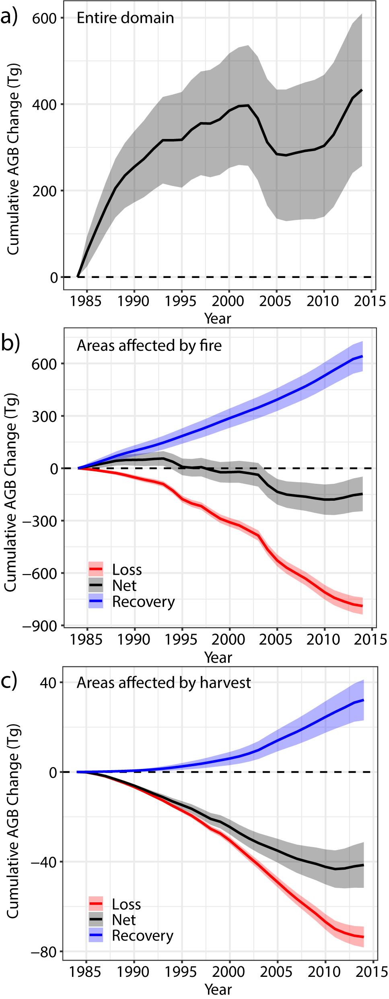 a)
Entire domain
Cumulative AGB Change (Tg)
600
400
200
0
1985 1990 1995 2000 2005 2010 2015
Year
b)
Areas affected by fire
Cumulative AGB Change (Tg)
600
300
0
−300
−600
−900
Loss
Net
Recovery
1985 1990 1995 2000 2005 2010 2015
Year
c)
Areas affected by harvest
Cumulative AGB Change (Tg)
40
0
−40
−80
Loss
Net
Recovery
1985 1990 1995 2000 2005 2010 2015
Year